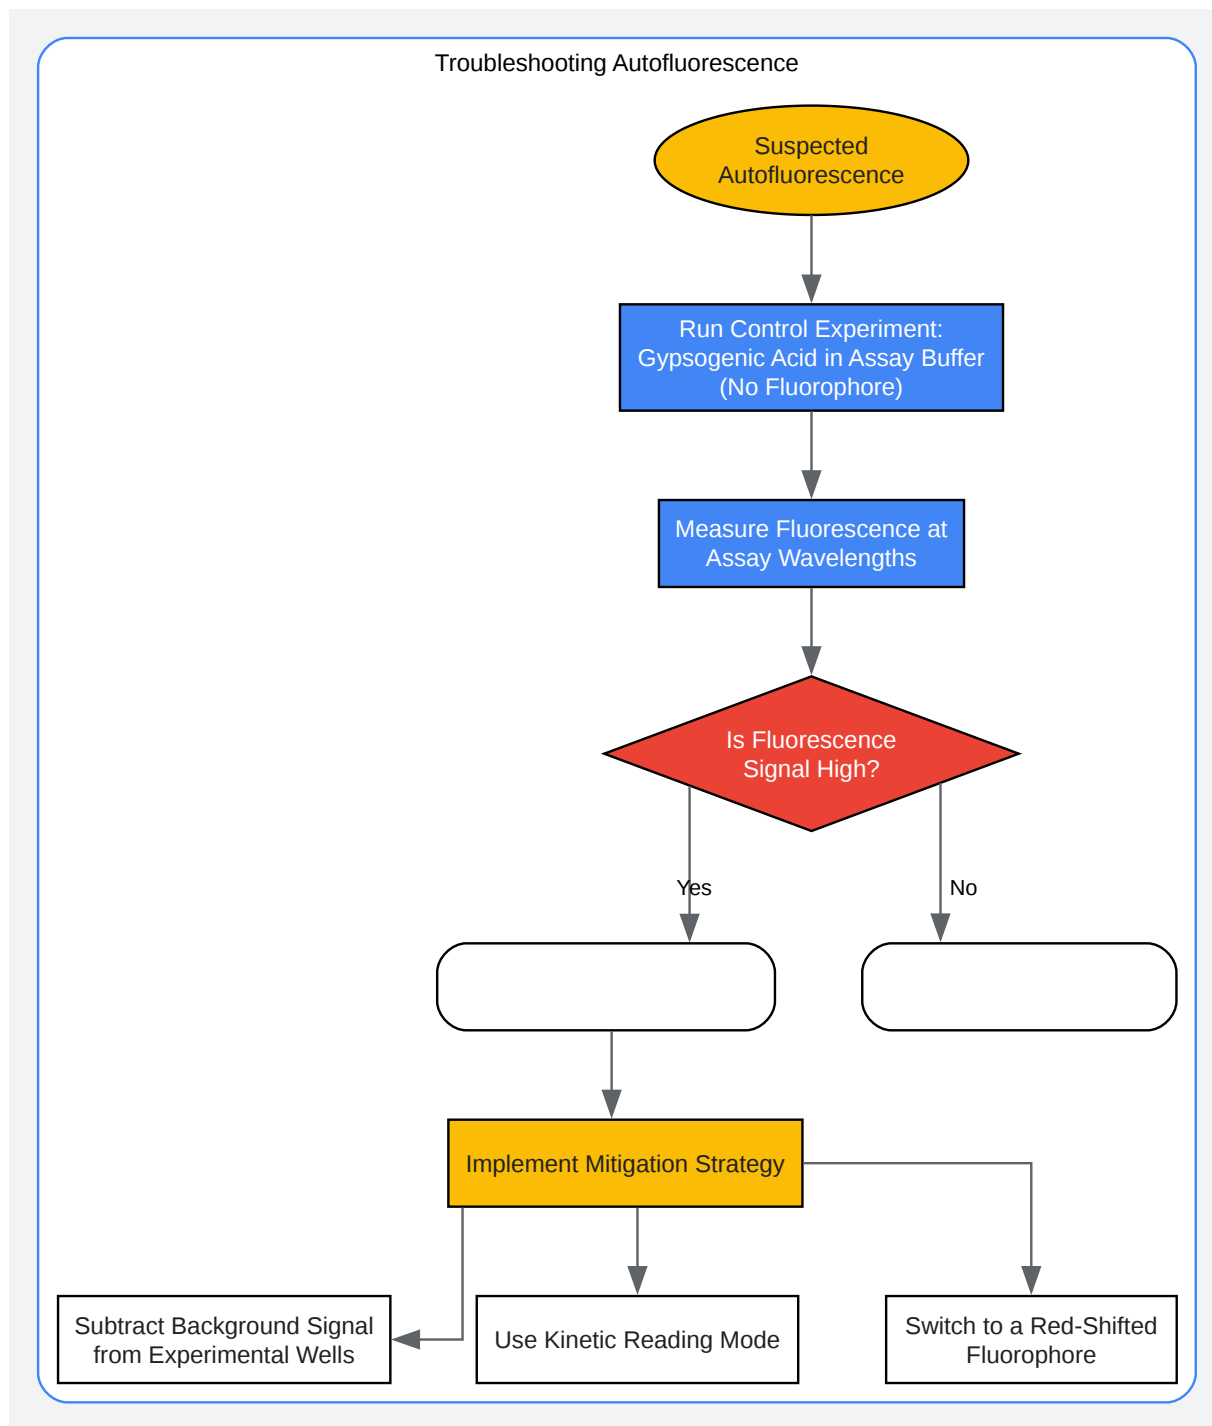 Troubleshooting Autofluorescence
Suspected
Autofluorescence
Run Control Experiment:
Gypsogenic Acid in Assay Buffer
(No Fluorophore)
Measure Fluorescence at
Assay Wavelengths
Is Fluorescence
Signal High?
Yes
No
Implement Mitigation Strategy
Subtract Background Signal
from Experimental Wells
Use Kinetic Reading Mode
Switch to a Red-Shifted
Fluorophore